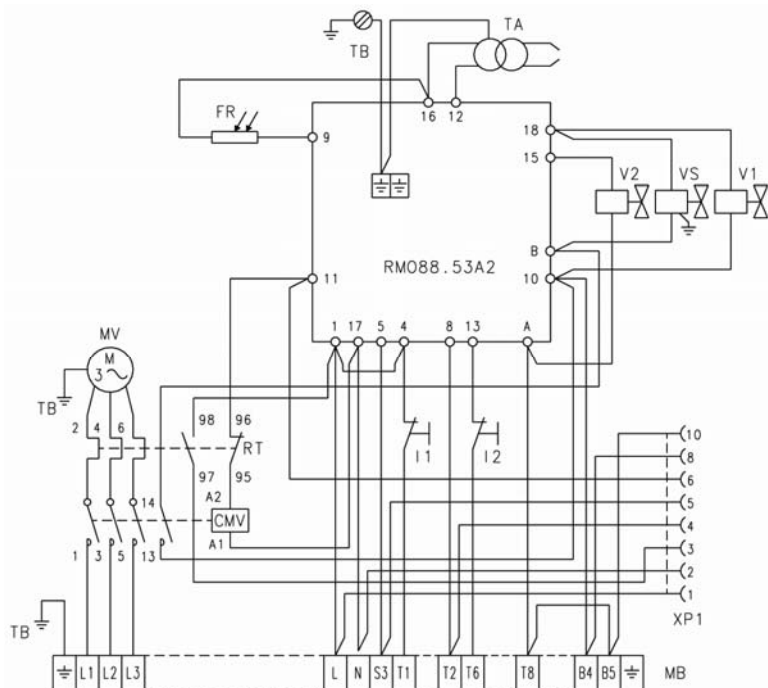 TB
TA
FR
16 12
9
18
15
V2 VS V1
B
RMO88.53A2
11
10
1 17 5 4 8 13 A
MV
M
3
TB
2 4 6
98 96
RT
I1 I2
97 95
10
8
6
5
4
3
2
1
14
A2
CMV
A1
1 3 5 13
XP1
TB
L1 L2 L3 L N S3 T1 T2 T6 T8 B4 B5 MB